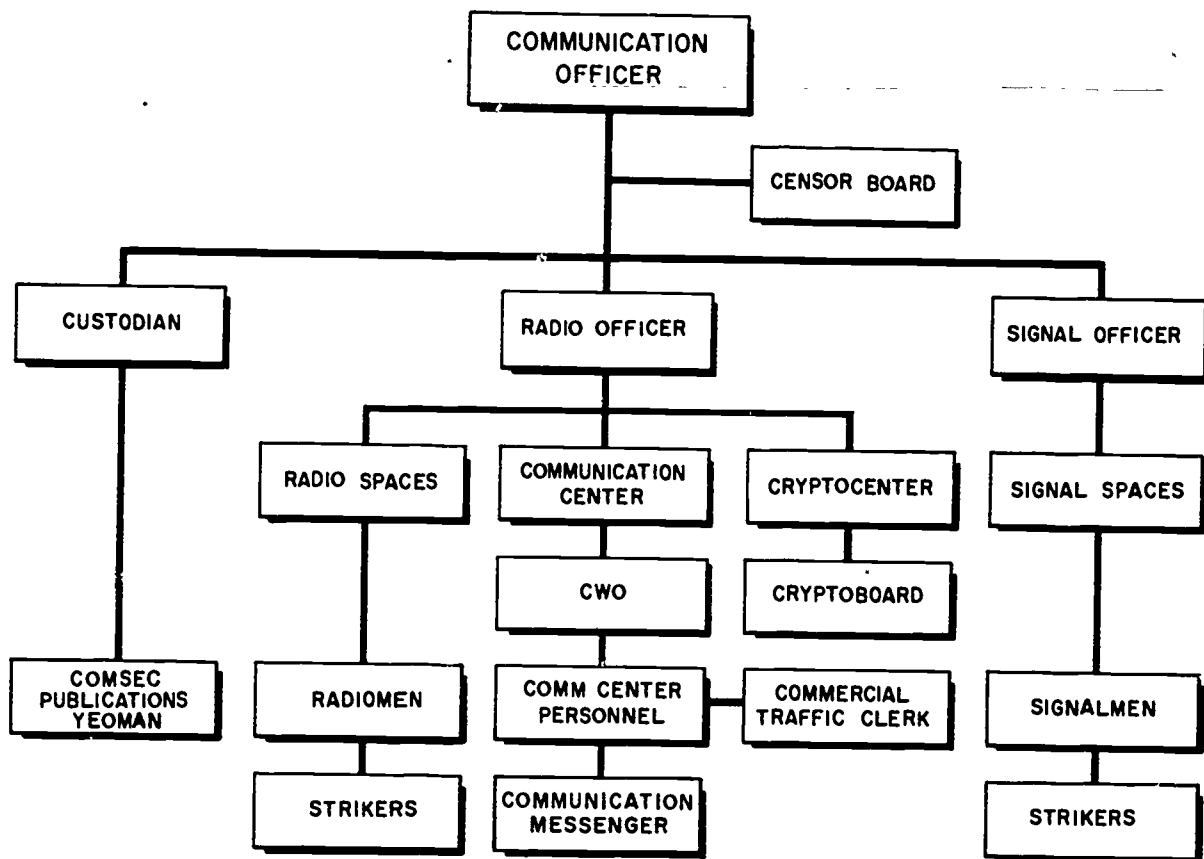 COMMUNICATION
OFFICER
CENSOR BOARD
CUSTODIAN
RADIO OFFICER
SIGNAL OFFICER
RADIO SPACES
COMMUNICATION
CENTER
CRYPTOCENTER
SIGNAL SPACES
CWO
CRYPTOBOARD
COMSEC
PUBLICATIONS
YEOMAN
RADIOMEN
COMM CENTER
PERSONNEL
COMMERCIAL
TRAFFIC CLERK
SIGNALMEN
STRIKERS
COMMUNICATION
MESSENGER
STRIKERS